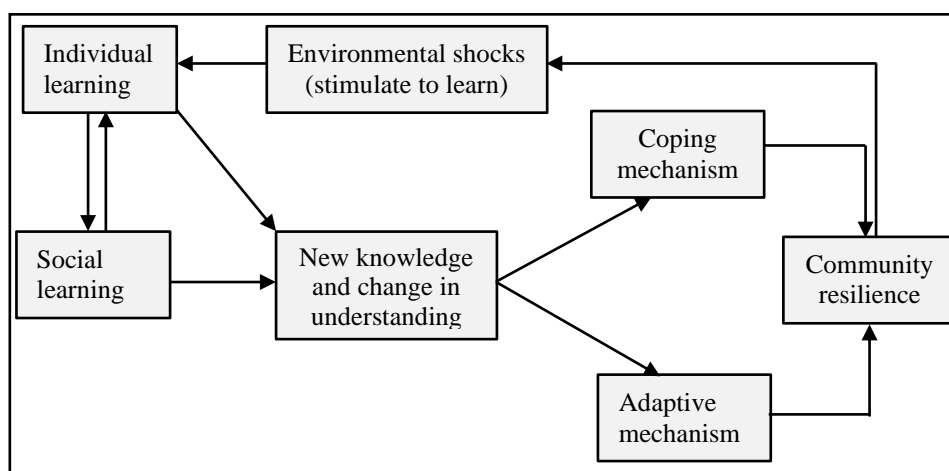 Individual
learning
Environmental shocks
(stimulate to learn)
Coping
mechanism
Social
learning
New knowledge
and change in
understanding
Community
resilience
Adaptive
mechanism